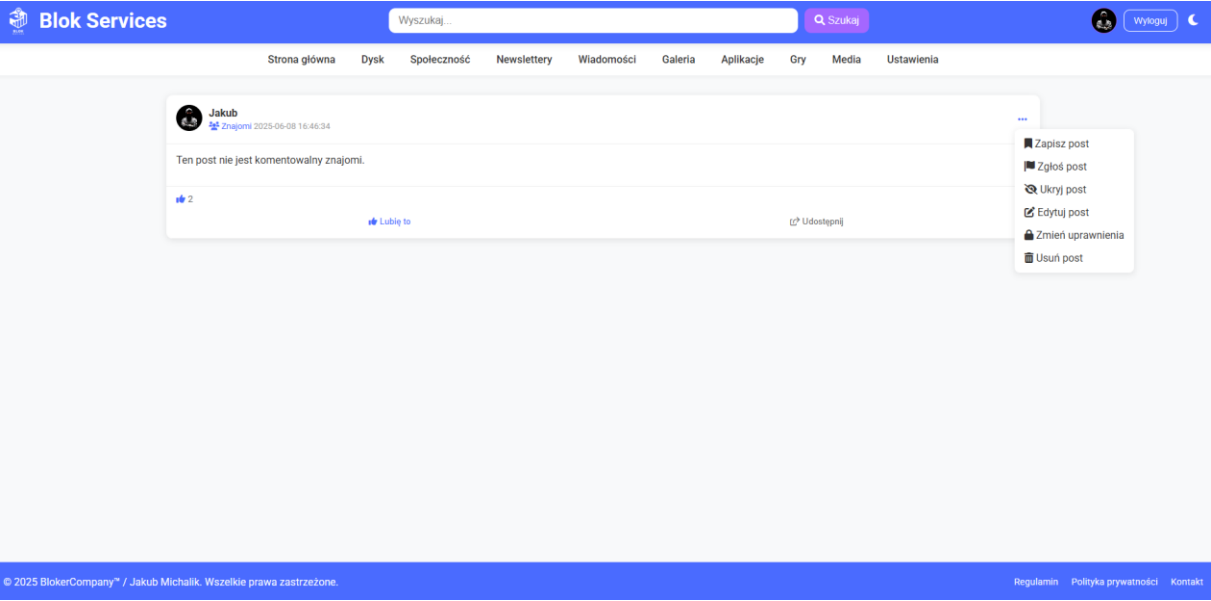 Blok Services
Wyszukaj...
Szukaj
Wyloguj
Strona główna Dysk Społeczność Newslettery Wiadomości Galeria Aplikacje Gry Media Ustawienia
Jakub
Znajomi 2025-06-08 16:46:34
...
Ten post nie jest komentowalny znajomi.
2
Lubię to
Udostępnij
Zapisz post
Zgłoś post
Ukryj post
Edytuj post
Zmień uprawnienia
Usuń post
© 2025 BlokerCompany™ / Jakub Michalik. Wszelkie prawa zastrzeżone.
Regulamin Polityka prywatności Kontakt